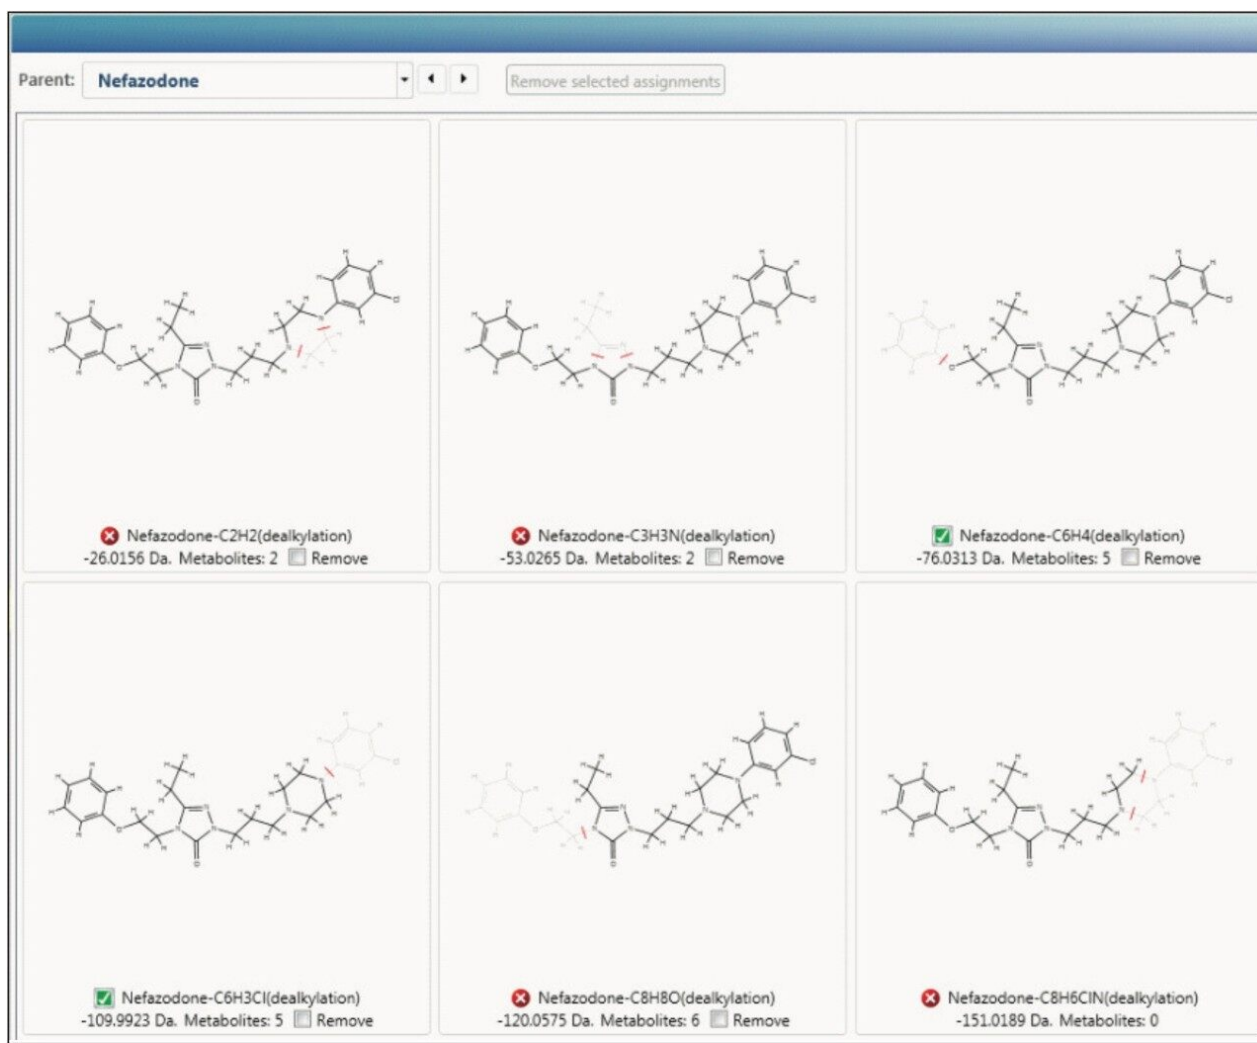 Parent: Nefazodone Remove selected assignments
Nefazodone-C2H2(dealkylation)
-26.0156 Da. Metabolites: 2 Remove
Nefazodone-C3H3N(dealkylation)
-53.0265 Da. Metabolites: 2 Remove
Nefazodone-C6H4(dealkylation)
-76.0313 Da. Metabolites: 5 Remove
Nefazodone-C6H3Cl(dealkylation)
-109.9923 Da. Metabolites: 5 Remove
Nefazodone-C8H8O(dealkylation)
-120.0575 Da. Metabolites: 6 Remove
Nefazodone-C8H6ClN(dealkylation)
-151.0189 Da. Metabolites: 0